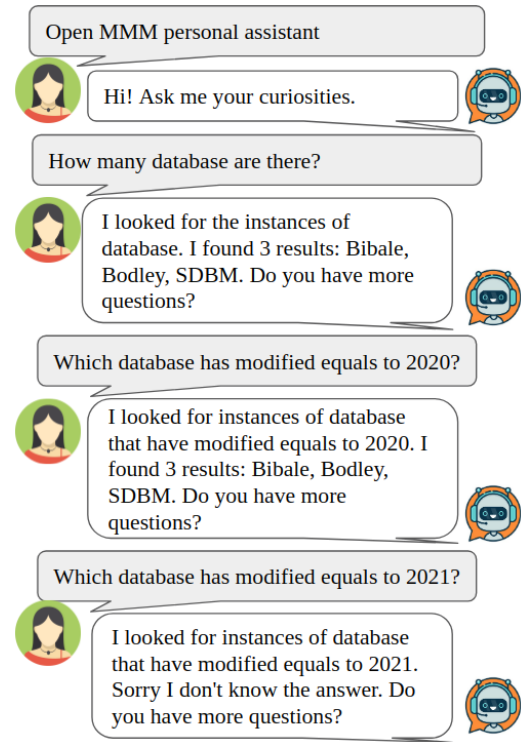 Open MMM personal assistant
Hi! Ask me your curiosities.
How many database are there?
I looked for the instances of
database. I found 3 results: Bibale,
Bodley, SDBM. Do you have more
questions?
Which database has modified equals to 2020?
I looked for instances of database
that have modified equals to 2020. I
found 3 results: Bibale, Bodley,
SDBM. Do you have more
questions?
Which database has modified equals to 2021?
I looked for instances of database
that have modified equals to 2021.
Sorry I don't know the answer. Do
you have more questions?